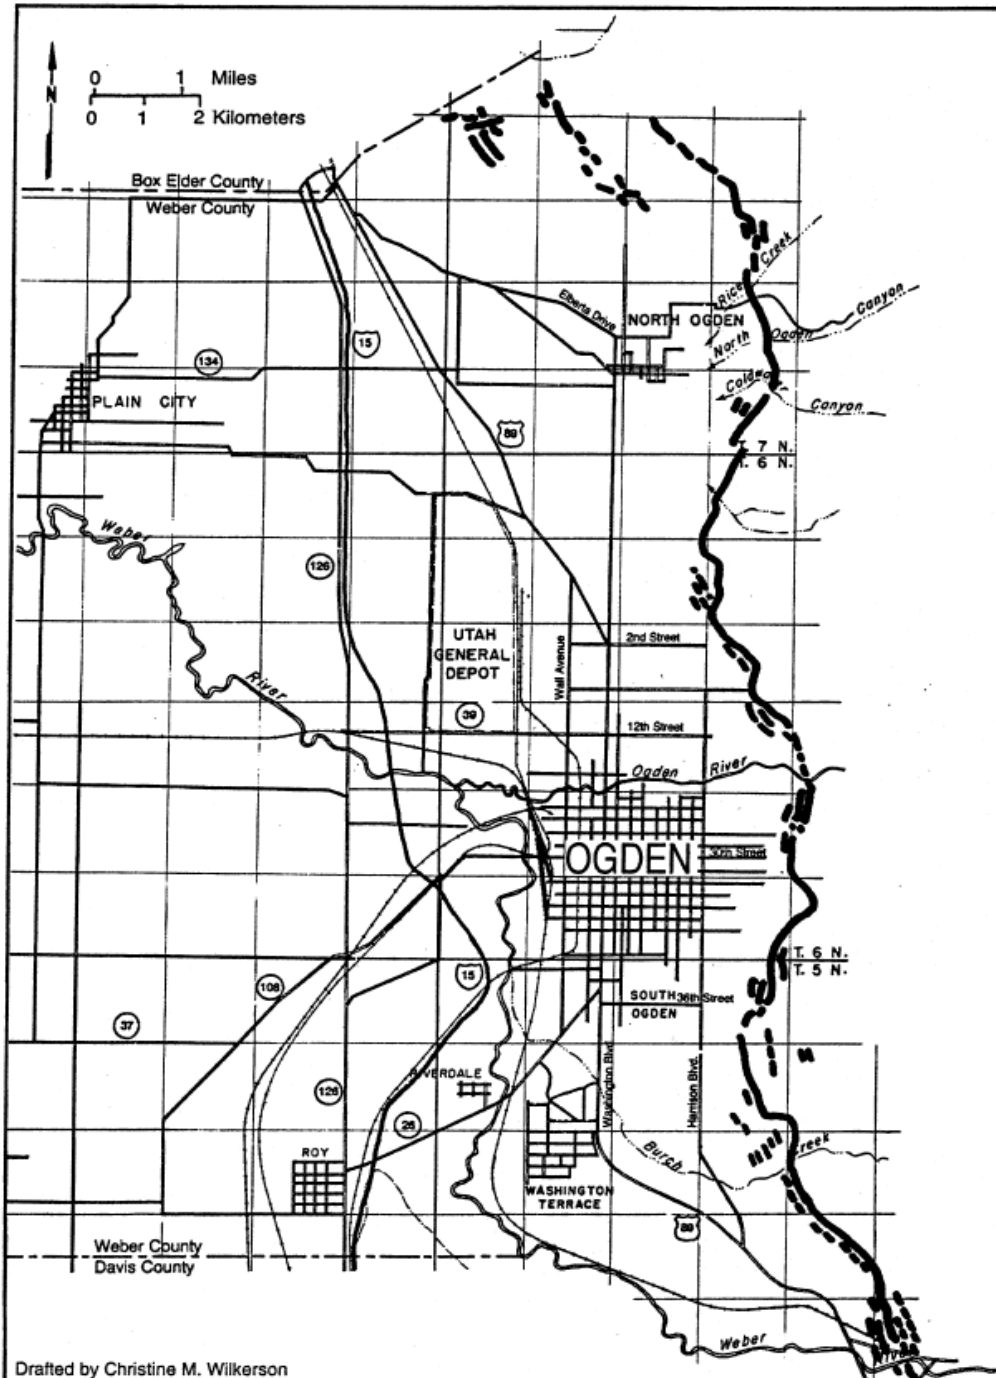 N
0 1 Miles
0 1 2 Kilometers
Box Elder County
Weber County
Elberta Drive
NORTH OGDEN
Rice Creek
North Ogden Canyon
15
134
PLAIN CITY
Canyon
89
T. 7 N.
T. 6 N.
Weber River
126
UTAH
GENERAL
DEPOT
Wall Avenue
2nd Street
39
12th Street
Ogden River
OGDEN
30th Street
T. 6 N.
T. 5 N.
15
108
37
SOUTH
OGDEN
36th Street
RIVERDALE
Washington Blvd.
Harrison Blvd.
126
26
ROY
Burch Creek
WASHINGTON
TERRACE
89
Weber County
Davis County
Weber River
Drafted by Christine M. Wilkerson